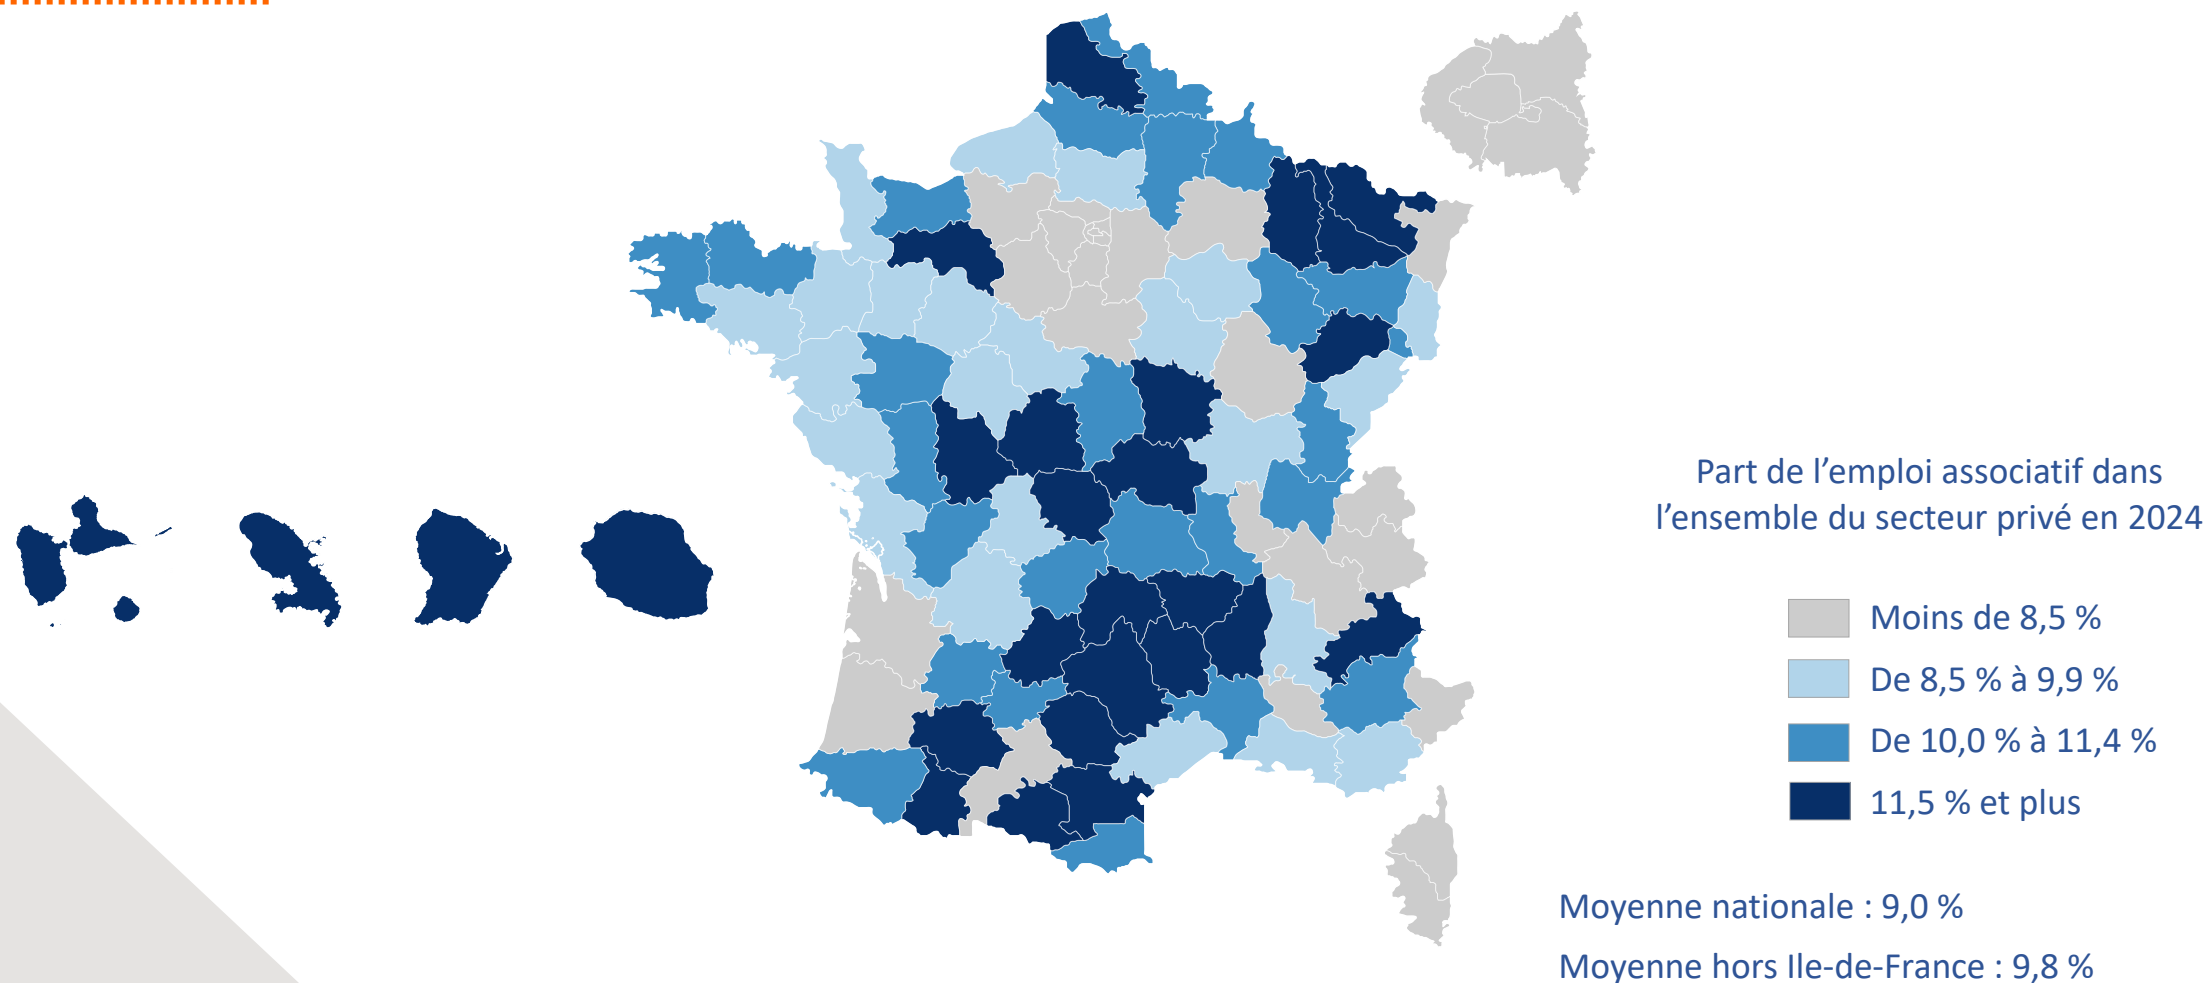 Part de l’emploi associatif dans
l’ensemble du secteur privé en 2024
Moins de 8,5 %
De 8,5 % à 9,9 %
De 10,0 % à 11,4 %
11,5 % et plus
Moyenne nationale : 9,0 %
Moyenne hors Ile-de-France : 9,8 %